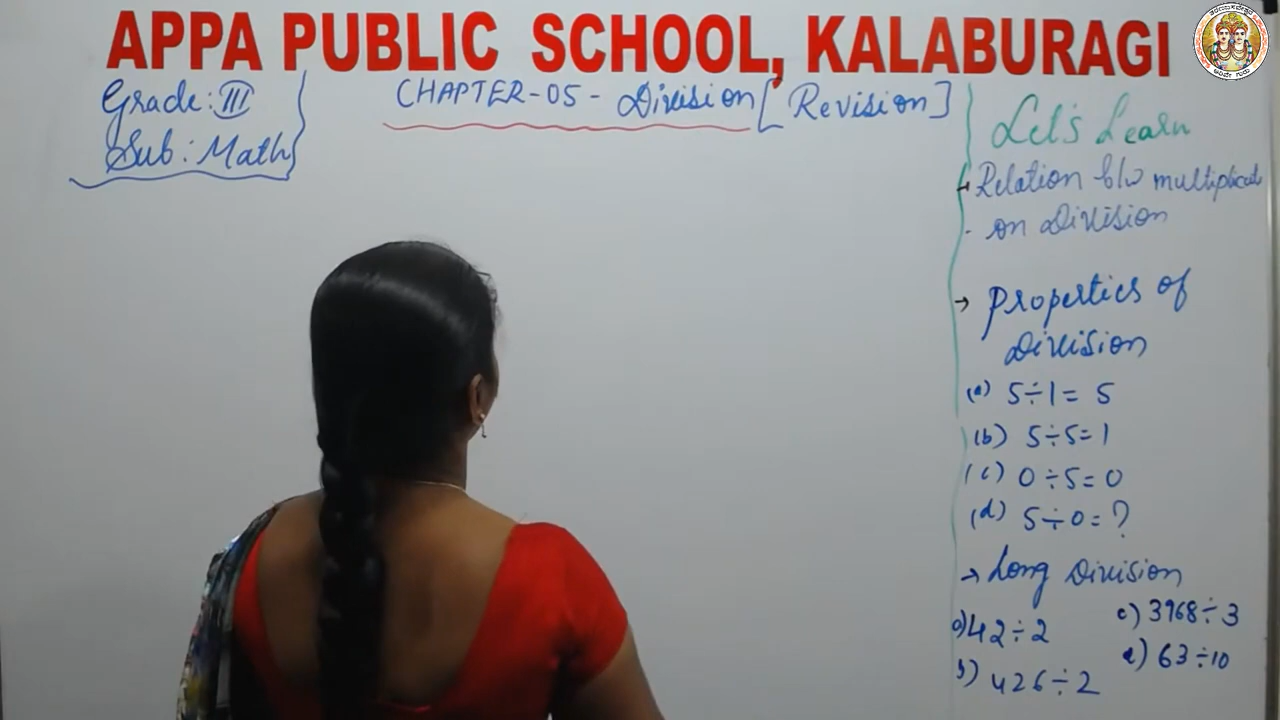 APPA PUBLIC SCHOOL, KALABURAGI
Grade: III
Sub: Math
CHAPTER-05 - Division [Revision]
Let's Learn
→ Relation b/w multiplicati
- on Division
→ Properties of
Division
(a) 5÷1= 5
(b) 5÷5=1
(c) 0÷5=0
(d) 5÷0=?
→ Long Division
a) 42÷2
b) 426÷2
c) 3968÷3
e) 63÷10